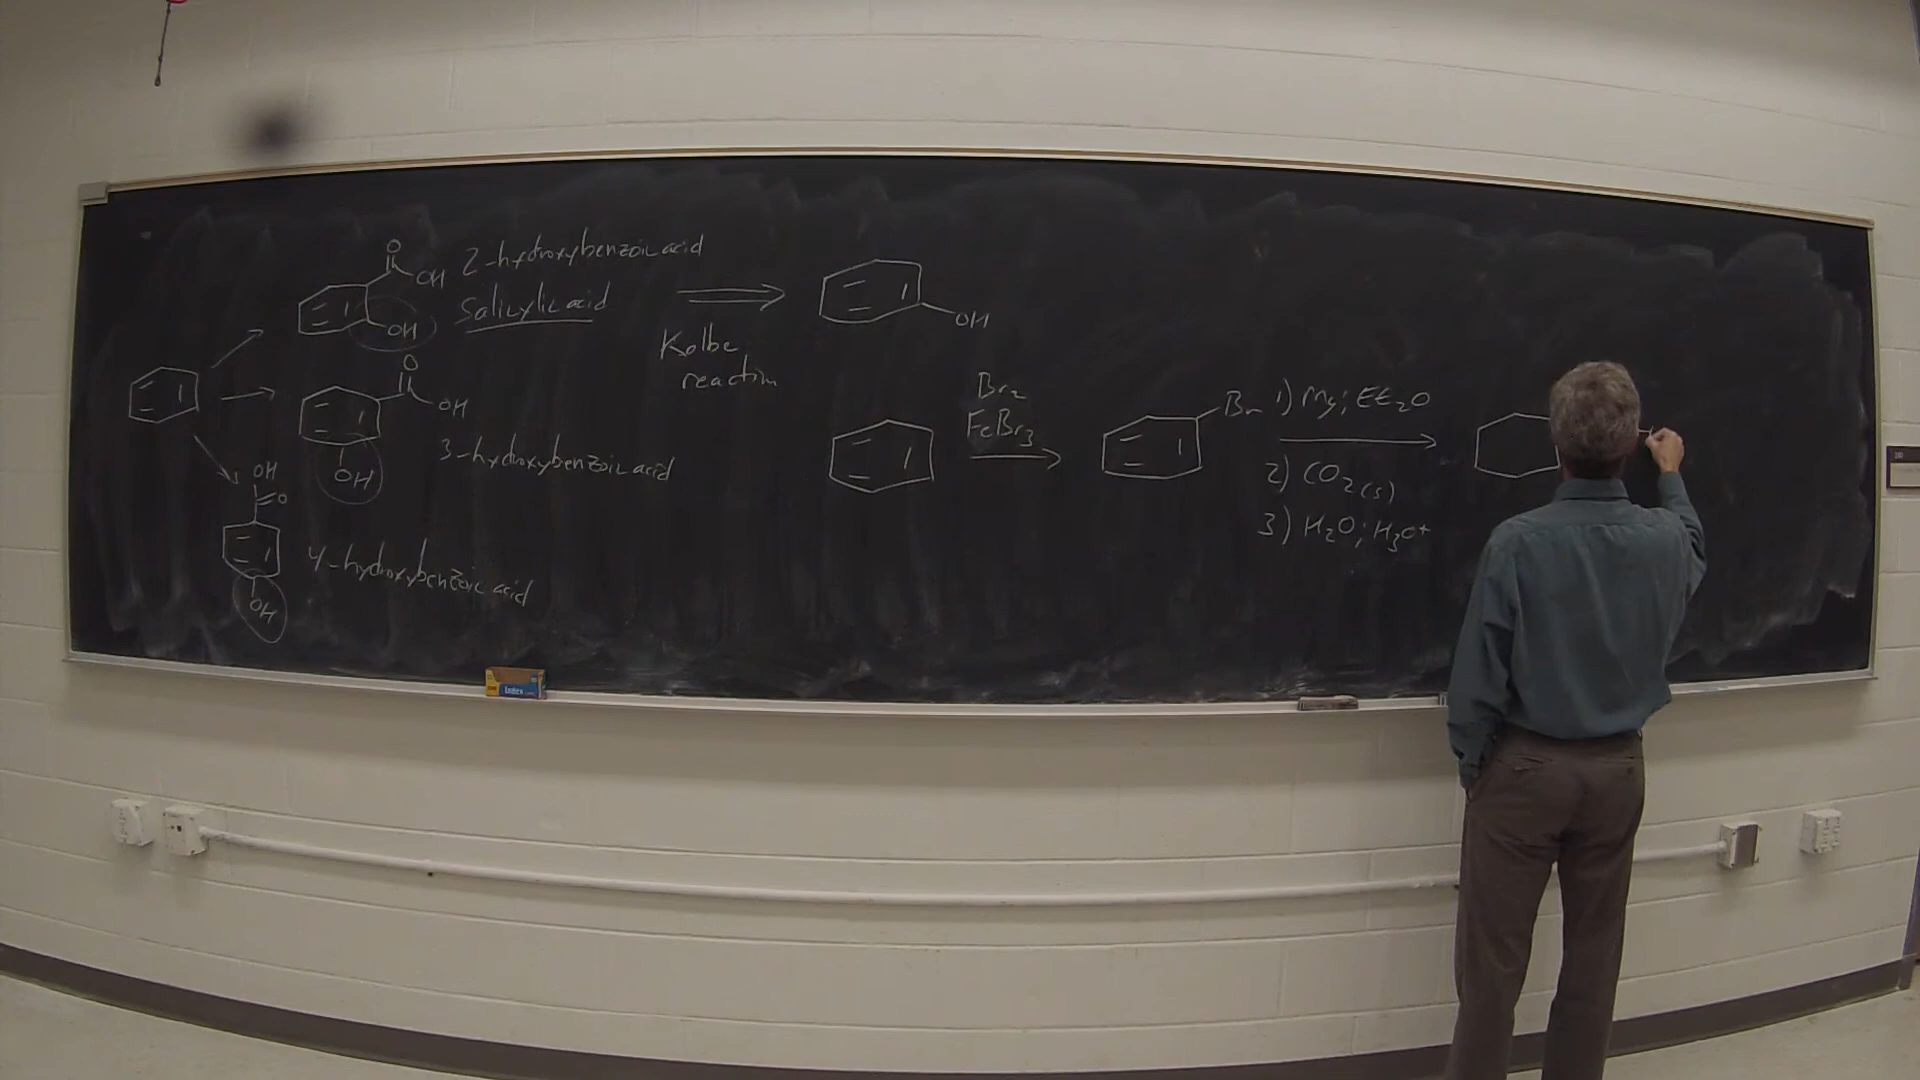 O
OH
OH
2-hydroxybenzoic acid
Salicylic acid
Kolbe
reaction
OH
O
OH
OH
3-hydroxybenzoic acid
OH
O
OH
4-hydroxybenzoic acid
Br2
FeBr3
Br
1) Mg; Et2O
2) CO2(s)
3) H2O; H3O+